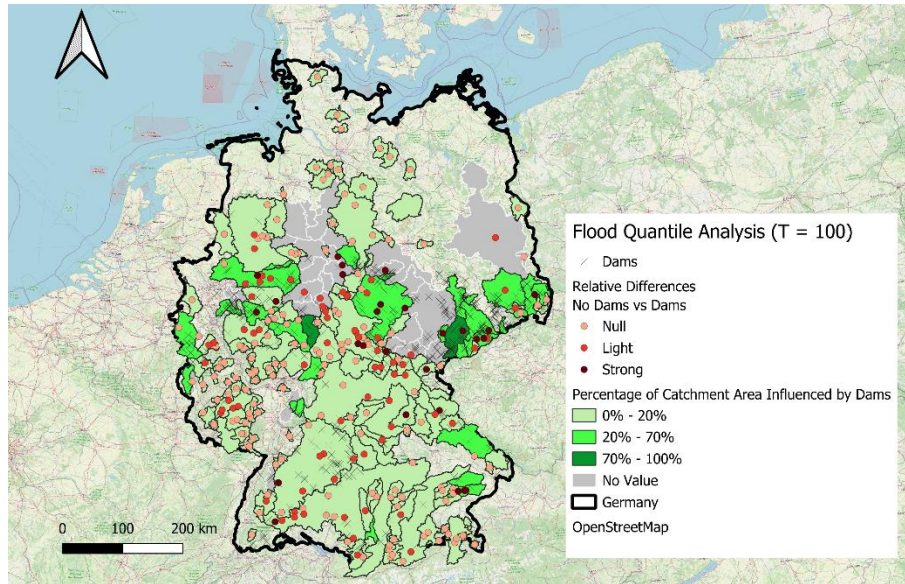 Flood Quantile Analysis (T = 100)
Dams
Relative Differences
No Dams vs Dams
Null
Light
Strong
Percentage of Catchment Area Influenced by Dams
0% - 20%
20% - 70%
70% - 100%
No Value
Germany
OpenStreetMap
0 100 200 km